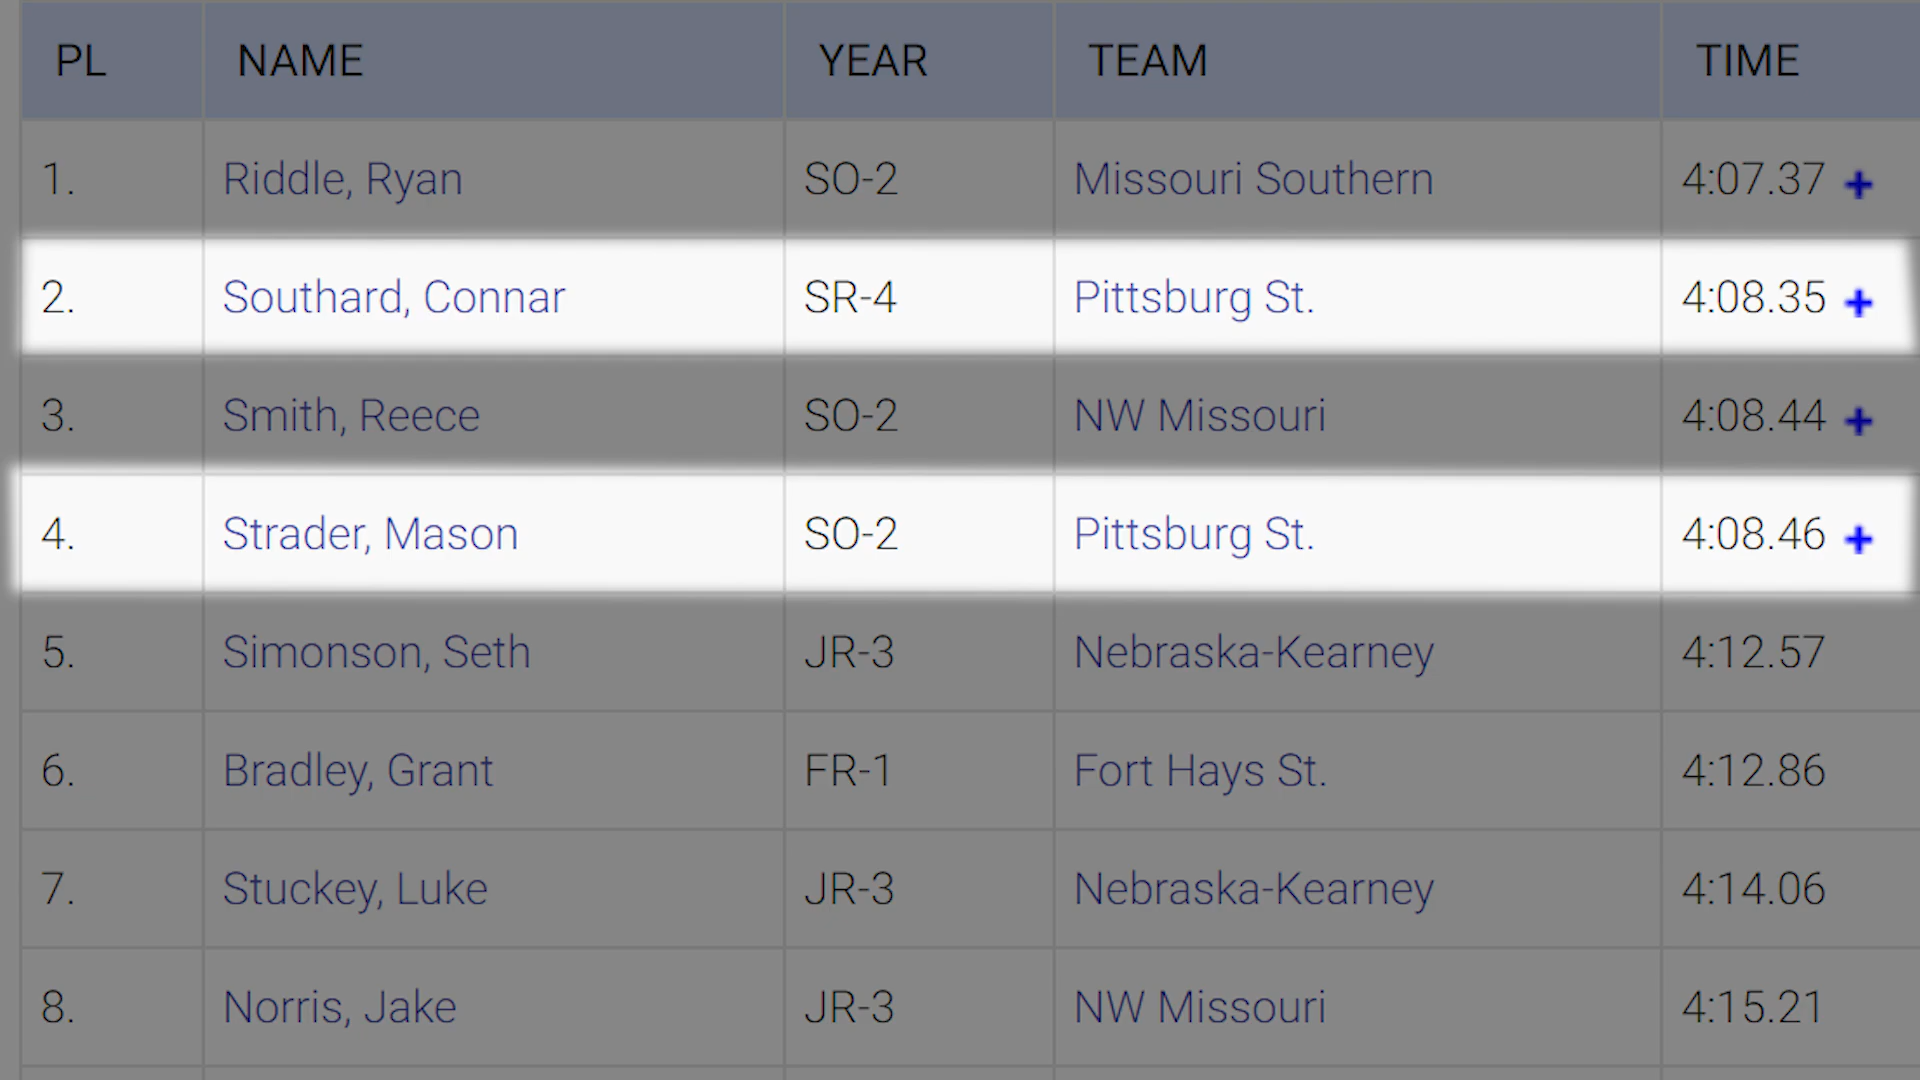 PL NAME YEAR TEAM TIME
1. Riddle, Ryan SO-2 Missouri Southern 4:07.37 +
2. Southard, Connar SR-4 Pittsburg St. 4:08.35 +
3. Smith, Reece SO-2 NW Missouri 4:08.44 +
4. Strader, Mason SO-2 Pittsburg St. 4:08.46 +
5. Simonson, Seth JR-3 Nebraska-Kearney 4:12.57
6. Bradley, Grant FR-1 Fort Hays St. 4:12.86
7. Stuckey, Luke JR-3 Nebraska-Kearney 4:14.06
8. Norris, Jake JR-3 NW Missouri 4:15.21